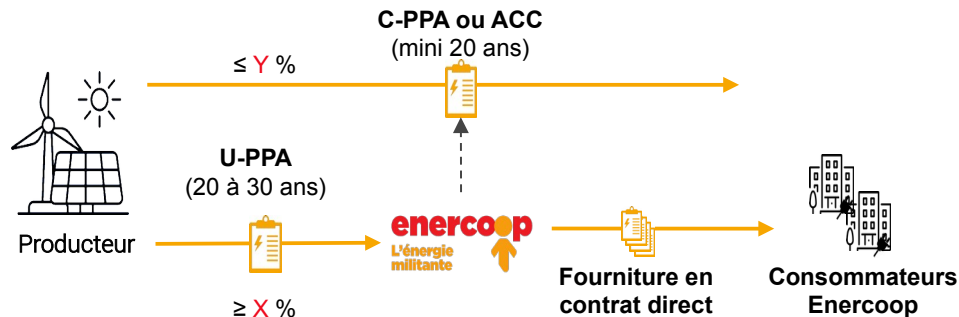 C-PPA ou ACC
(mini 20 ans)
≤ Y %
U-PPA
(20 à 30 ans)
Producteur
enercoop
L'énergie
militante
≥ X %
Fourniture en
contrat direct
Consommateurs
Enercoop